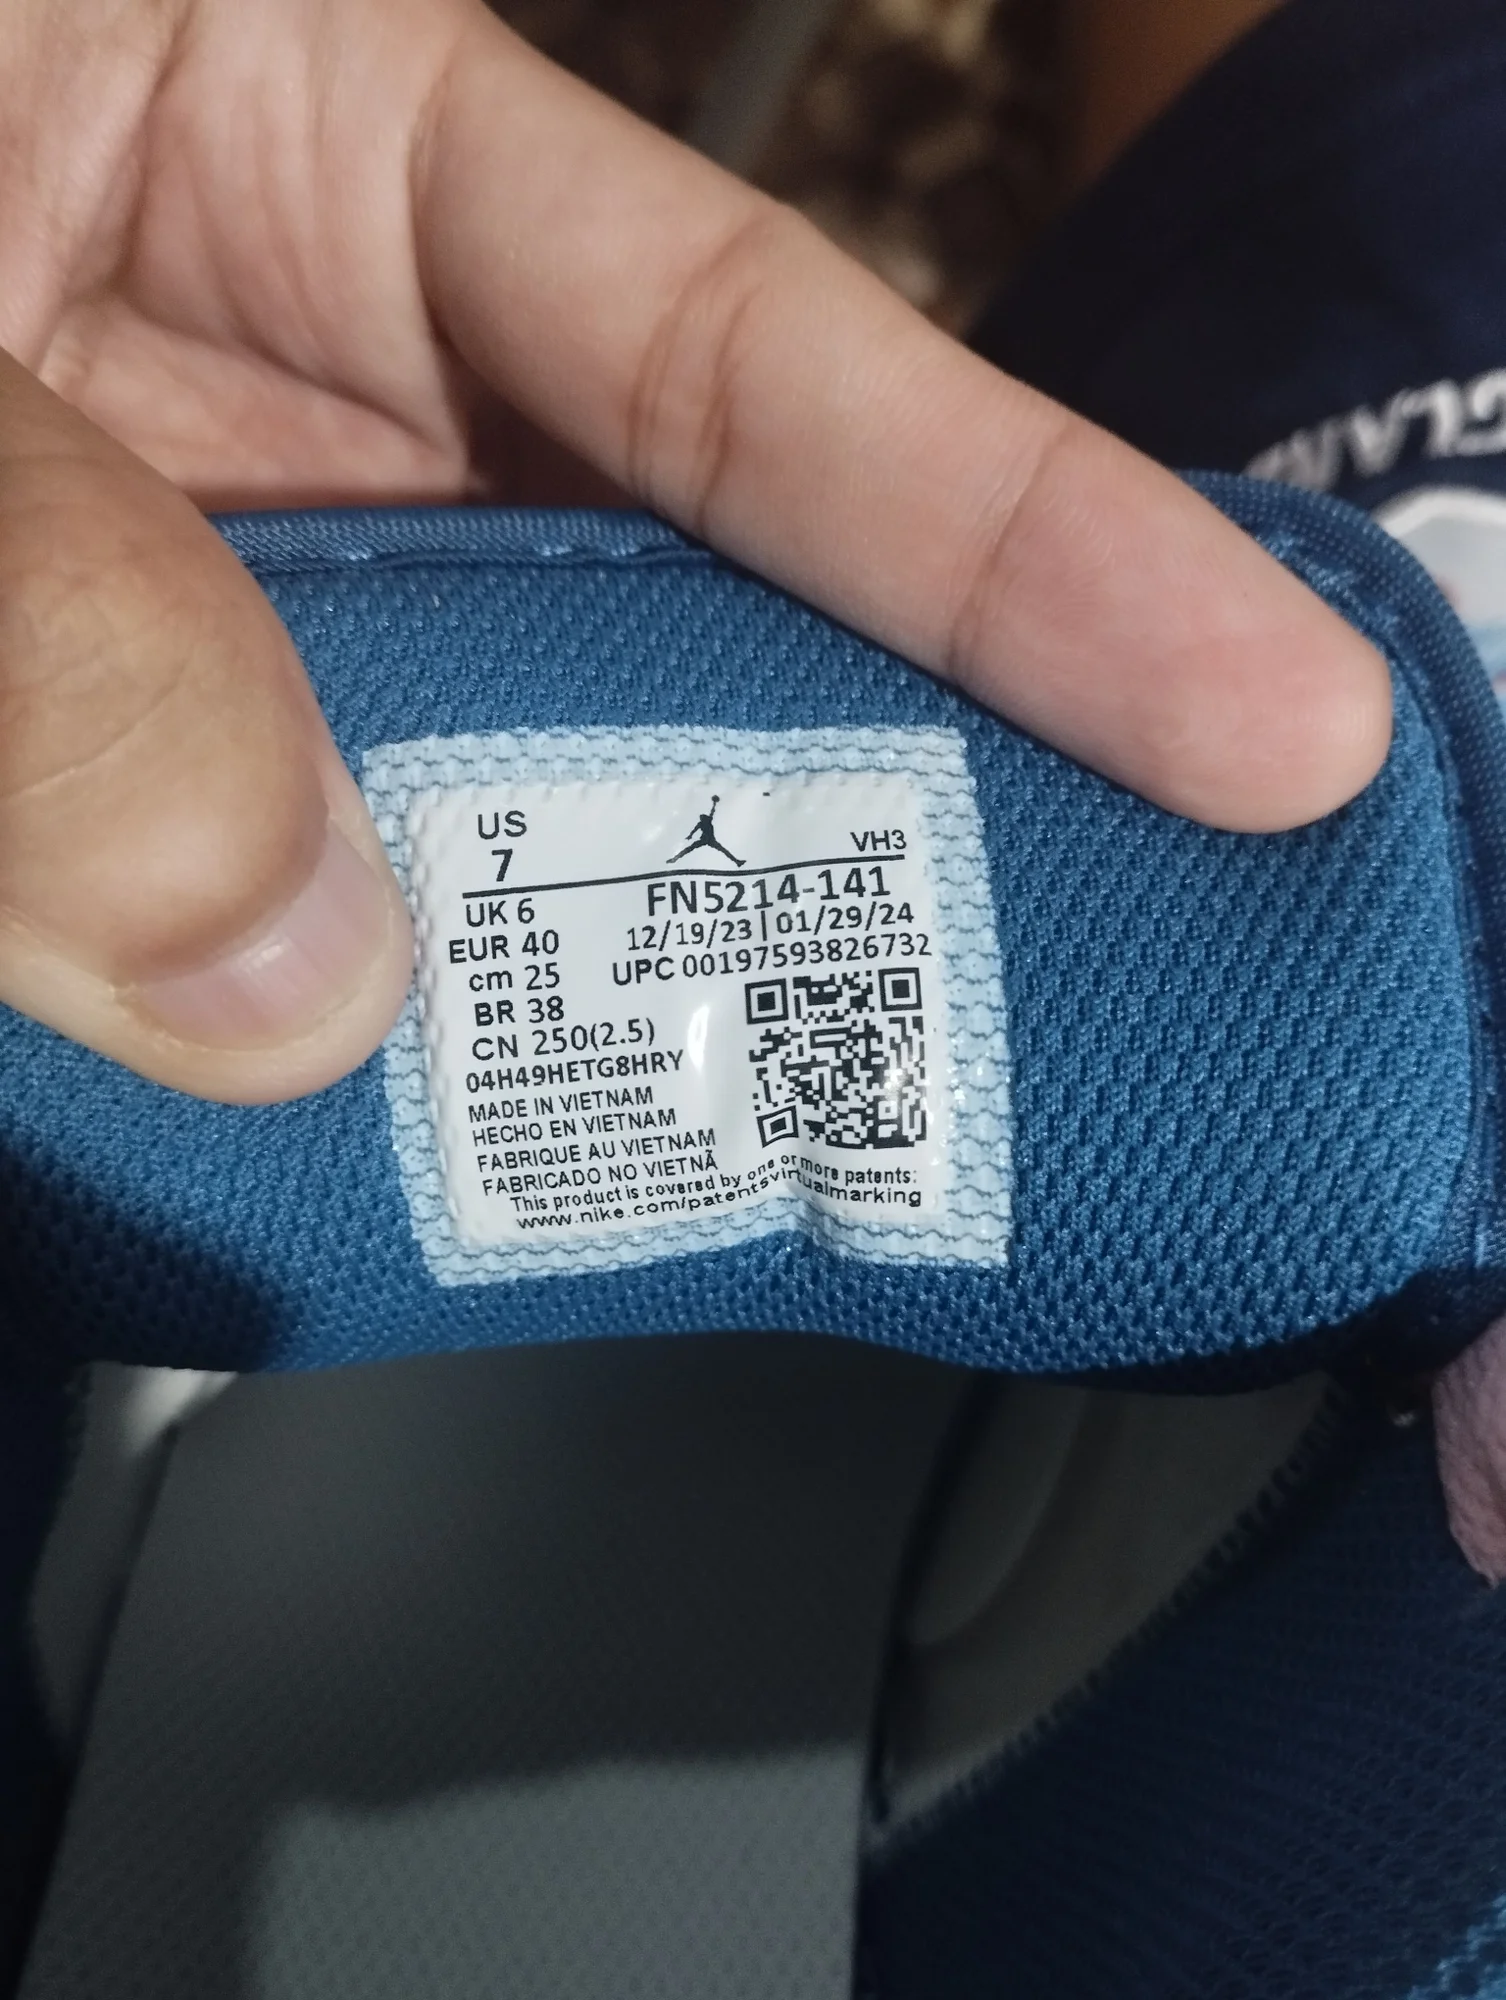 US
7
VH3
UK 6
EUR 40
cm 25
BR 38
CN 250(2.5)
FN5214-141
12/19/23 | 01/29/24
UPC 00197593826732
04H49HETG8HRY
MADE IN VIETNAM
HECHO EN VIETNAM
FABRIQUE AU VIETNAM
FABRICADO NO VIETNÃ
This product is covered by one or more patents:
www.nike.com/patentsvirtualmarking